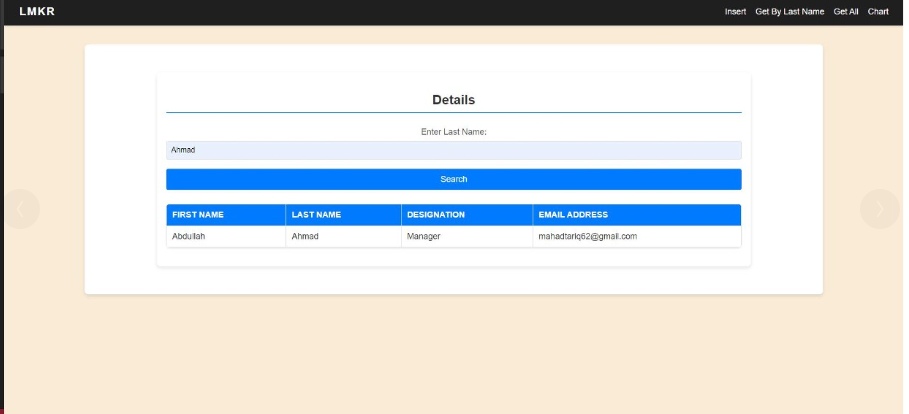 LMKR Insert Get By Last Name Get All Chart
Details
Enter Last Name:
Ahmad
Search
FIRST NAME LAST NAME DESIGNATION EMAIL ADDRESS
Abdullah Ahmad Manager mahadtariq62@gmail.com